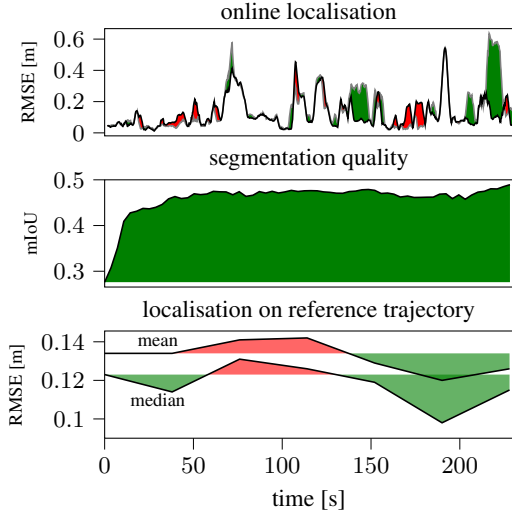 online localisation
RMSE [m]
0.6
0.4
0.2
0
segmentation quality
mIoU
0.5
0.4
0.3
localisation on reference trajectory
RMSE [m]
0.14
0.12
0.1
mean
median
0 50 100 150 200
time [s]